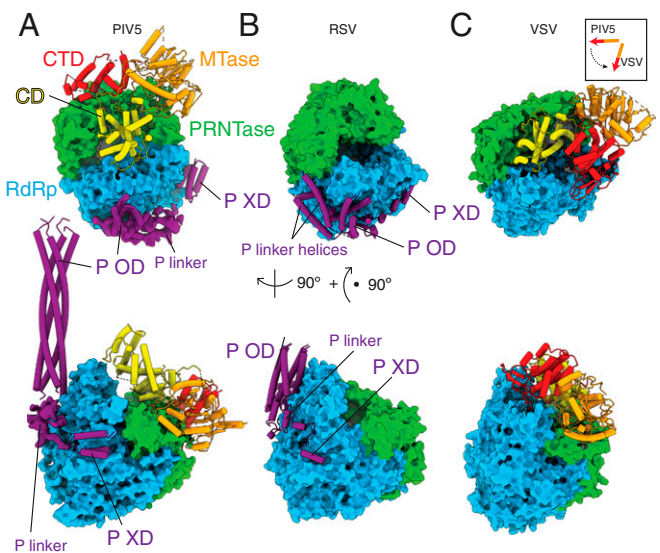 A
PIV5
B
RSV
C
VSV
PIV5
VSV
CTD
MTase
CD
PRNTase
RdRp
P XD
P OD
P linker
P XD
P linker helices
P OD
90° + 90°
P OD
P linker
P XD
P linker
P XD